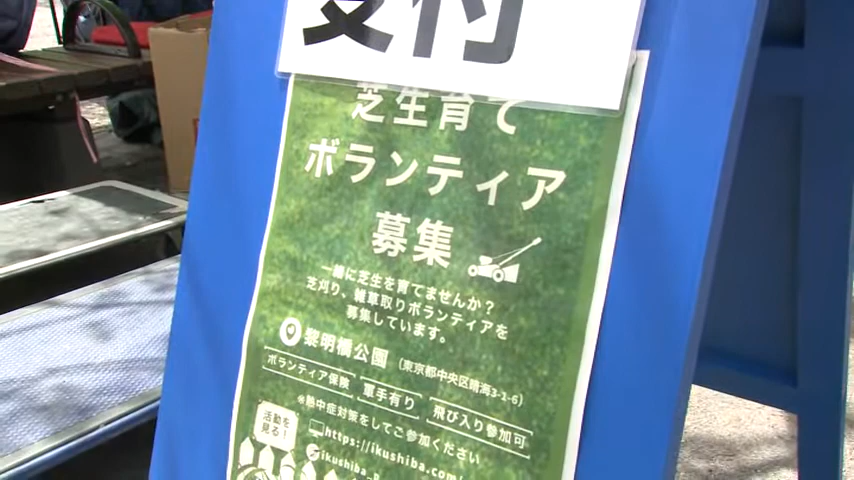 受付
芝生育て
ボランティア
募集
一緒に芝生を育てませんか？
芝刈り、雑草取りボランティアを
募集しています。
黎明橋公園（東京都中央区晴海3-1-6）
ボランティア保険 軍手有り 飛び入り参加可
※熱中症対策をしてご参加ください
活動を
見る！
https://ikushiba.com/
ikushiba